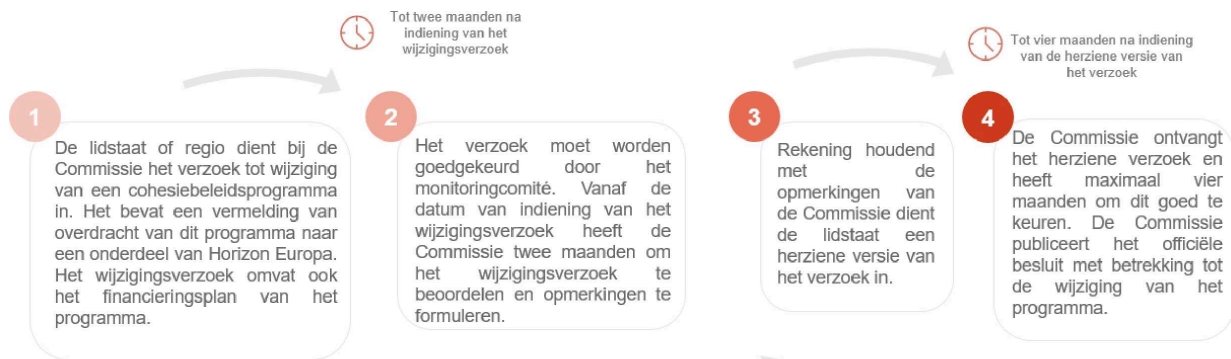 Tot twee maanden na
indiening van het
wijzigingsverzoek
Tot vier maanden na indiening
van de herziene versie van
het verzoek
1
De lidstaat of regio dient bij de
Commissie het verzoek tot wijziging
van een cohesiebeleidsprogramma
in. Het bevat een vermelding van
overdracht van dit programma naar
een onderdeel van Horizon Europa.
Het wijzigingsverzoek omvat ook
het financieringsplan van het
programma.
2
Het verzoek moet worden
goedgekeurd door het
monitoringcomité. Vanaf de
datum van indiening van het
wijzigingsverzoek heeft de
Commissie twee maanden om
het wijzigingsverzoek te
beoordelen en opmerkingen te
formuleren.
3
Rekening houdend
met de
opmerkingen van
de Commissie dient
de lidstaat een
herziene versie van
het verzoek in.
4
De Commissie ontvangt
het herziene verzoek en
heeft maximaal vier
maanden om dit goed te
keuren. De Commissie
publiceert het officiële
besluit met betrekking tot
de wijziging van het
programma.